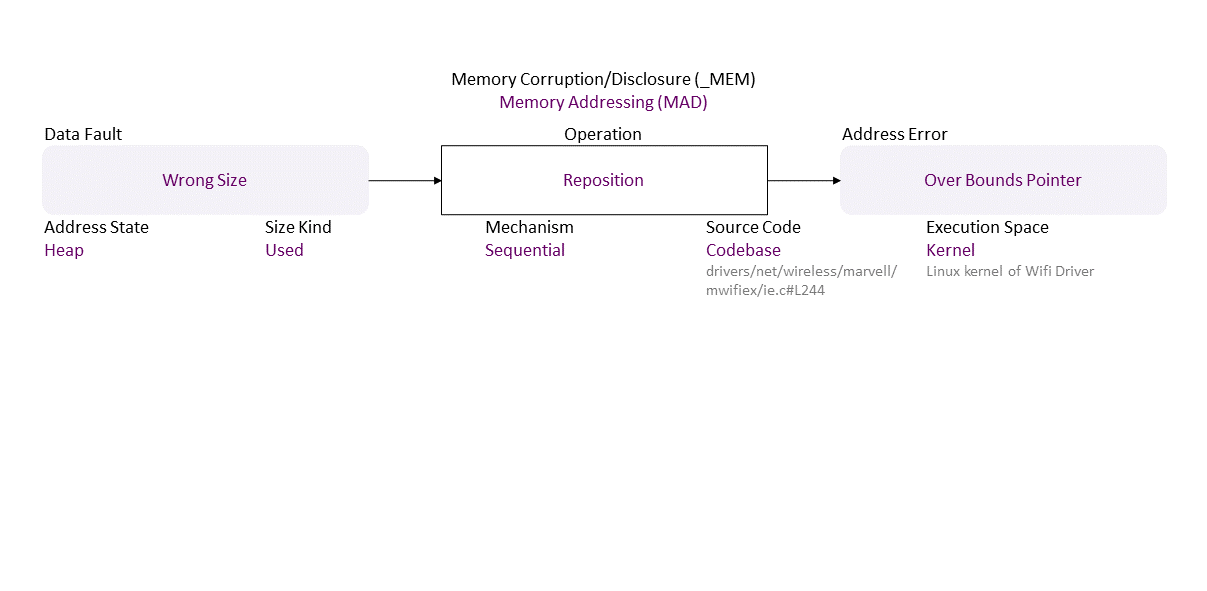 Memory Corruption/Disclosure (_MEM)
Memory Addressing (MAD)
Data Fault
Operation
Address Error
Wrong Size
Reposition
Over Bounds Pointer
Address State
Size Kind
Mechanism
Source Code
Execution Space
Heap
Used
Sequential
Codebase
Kernel
drivers/net/wireless/marvell/
mwifiex/ie.c#L244
Linux kernel of Wifi Driver